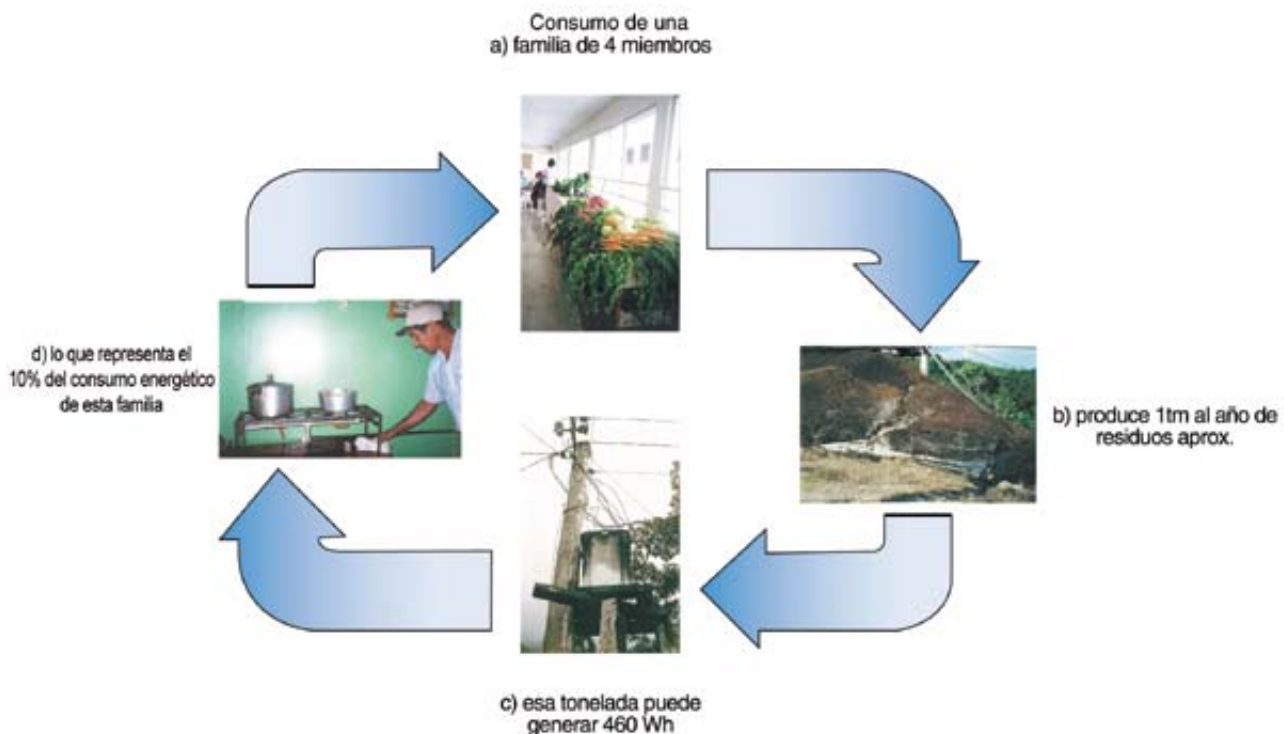 Consumo de una
a) familia de 4 miembros
b) produce 1tm al año de
residuos aprox.
c) esa tonelada puede
generar 460 Wh
d) lo que representa el
10% del consumo energético
de esta familia